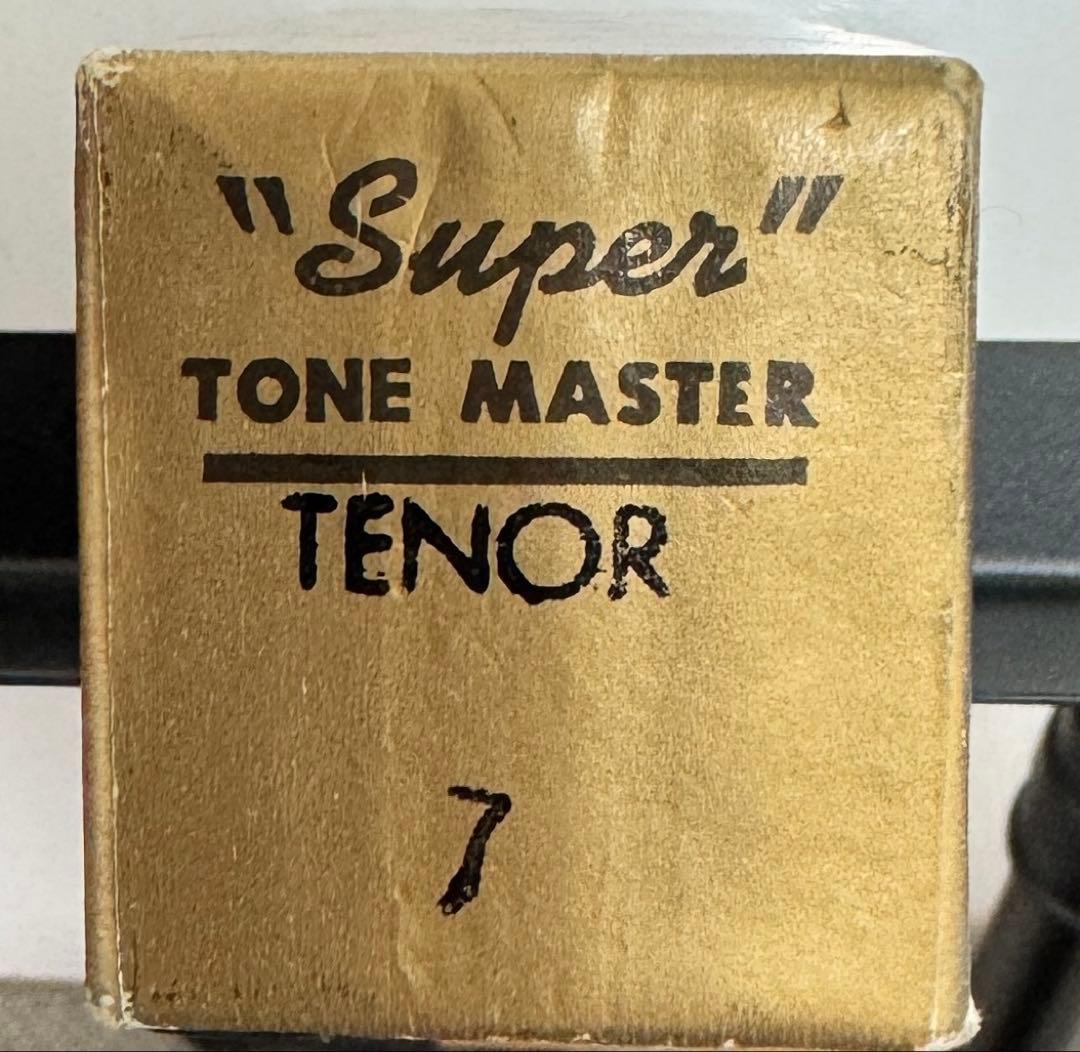 "Super"
TONE MASTER
TENOR
7